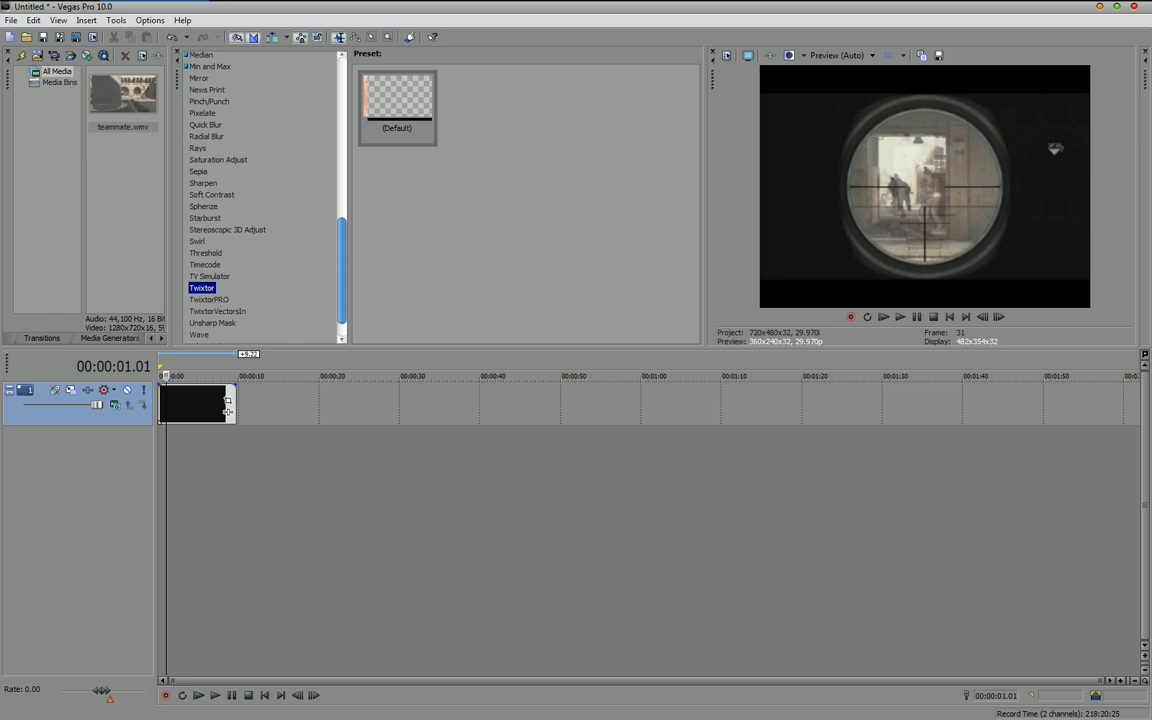 Untitled * - Vegas Pro 10.0
File Edit View Insert Tools Options Help
All Media
Media Bins
teammate.wmv
Audio: 44,100 Hz, 16 Bit
Video: 1280x720x16, 59
Transitions Media Generators
Median
Min and Max
Mirror
News Print
Pinch/Punch
Pixelate
Quick Blur
Radial Blur
Rays
Saturation Adjust
Sepia
Sharpen
Soft Contrast
Spherize
Starburst
Stereoscopic 3D Adjust
Swirl
Threshold
Timecode
TV Simulator
Twixtor
TwixtorPRO
TwixtorVectorsIn
Unsharp Mask
Wave
Preset:
(Default)
Preview (Auto)
Project: 720x480x32, 29.970i
Preview: 360x240x32, 29.970p
Frame: 31
Display: 482x354x32
00:00:01.01
+9.22
00:00:10 00:00:20 00:00:30 00:00:40 00:00:50 00:01:00 00:01:10 00:01:20 00:01:30 00:01:40 00:01:50
1
Rate: 0.00
00:00:01.01
Record Time (2 channels): 218:20:25